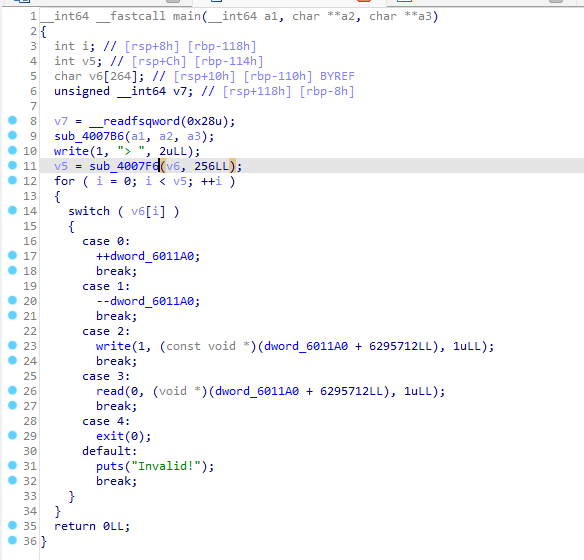 1 __int64 __fastcall main(__int64 a1, char **a2, char **a3)
2 {
3 int i; // [rsp+8h] [rbp-118h]
4 int v5; // [rsp+Ch] [rbp-114h]
5 char v6[264]; // [rsp+10h] [rbp-110h] BYREF
6 unsigned __int64 v7; // [rsp+118h] [rbp-8h]
7
8 v7 = __readfsqword(0x28u);
9 sub_4007B6(a1, a2, a3);
10 write(1, "> ", 2uLL);
11 v5 = sub_4007F6(v6, 256LL);
12 for ( i = 0; i < v5; ++i )
13 {
14 switch ( v6[i] )
15 {
16 case 0:
17 ++dword_6011A0;
18 break;
19 case 1:
20 --dword_6011A0;
21 break;
22 case 2:
23 write(1, (const void *)(dword_6011A0 + 6295712LL), 1uLL);
24 break;
25 case 3:
26 read(0, (void *)(dword_6011A0 + 6295712LL), 1uLL);
27 break;
28 case 4:
29 exit(0);
30 default:
31 puts("Invalid!");
32 break;
33 }
34 }
35 return 0LL;
36 }